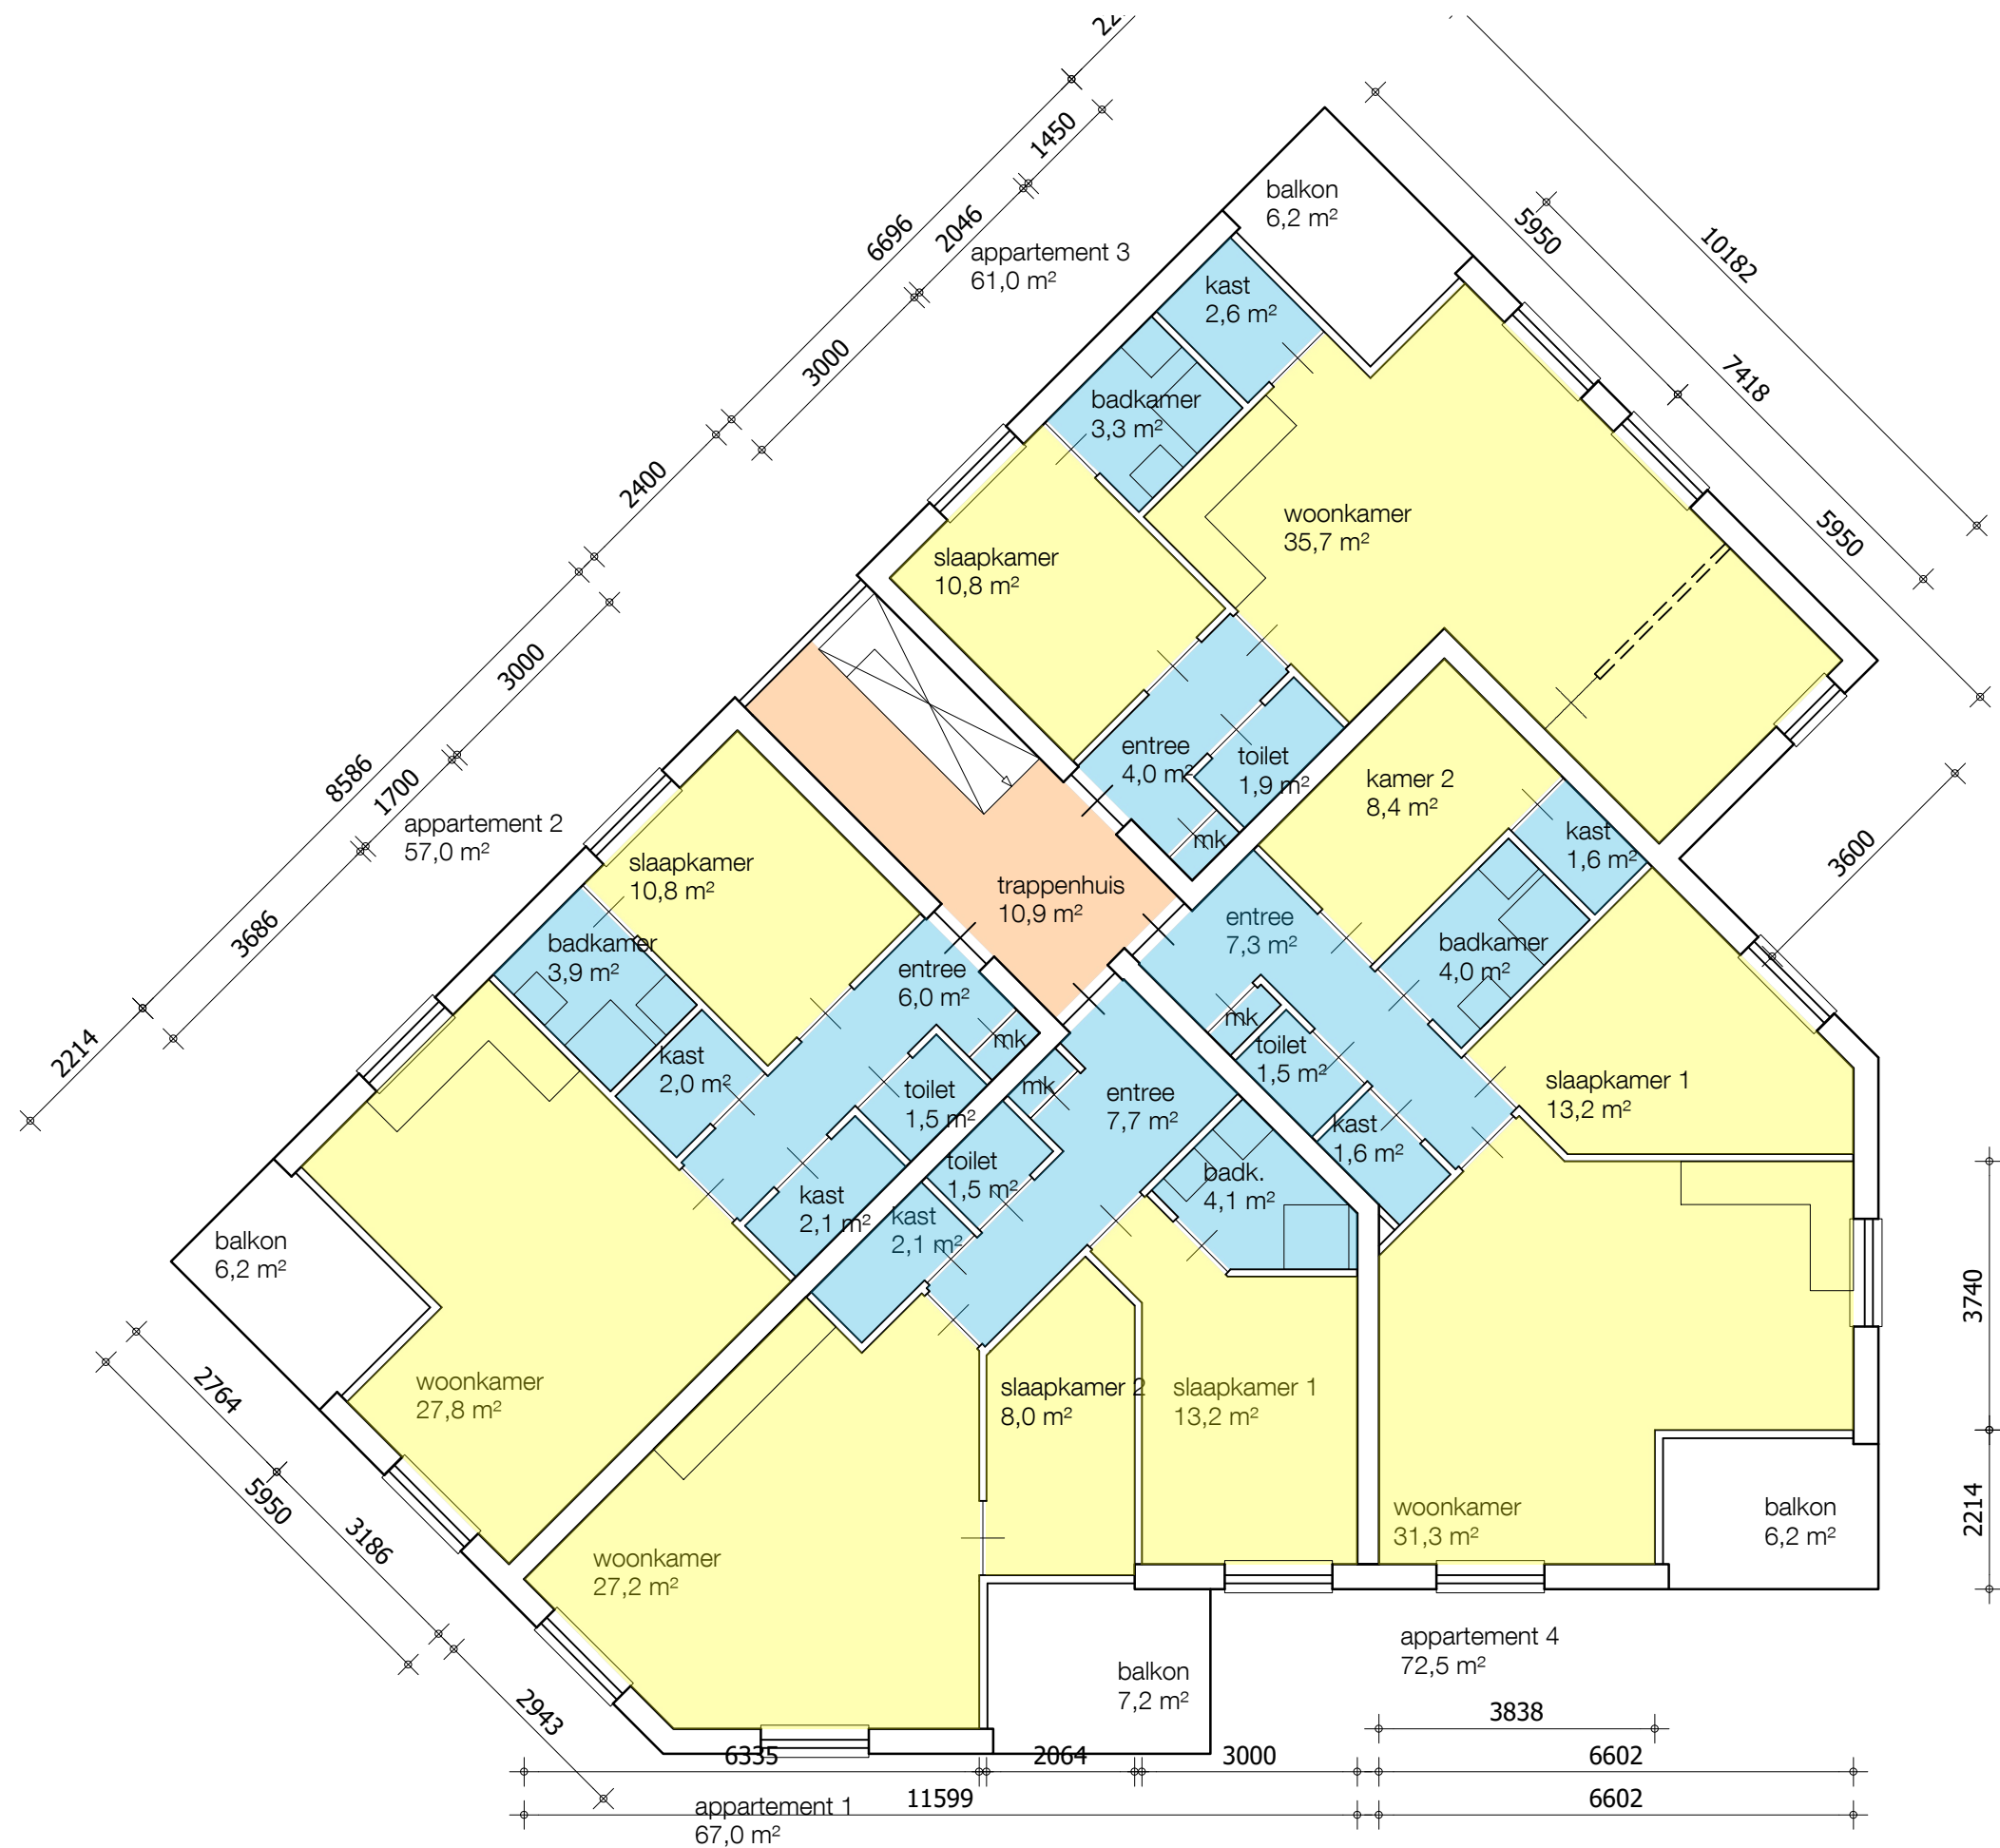 22
1450
2046
6696
appartement 3
61,0 m²
3000
2400
balkon
6,2 m²
5950
10182
7418
5950
kast
2,6 m²
badkamer
3,3 m²
woonkamer
35,7 m²
slaapkamer
10,8 m²
entree
4,0 m²
toilet
1,9 m²
mk
kamer 2
8,4 m²
kast
1,6 m²
3600
3000
8586
1700
appartement 2
57,0 m²
3686
2214
slaapkamer
10,8 m²
trappenhuis
10,9 m²
badkamer
3,9 m²
entree
6,0 m²
entree
7,3 m²
badkamer
4,0 m²
mk
mk
toilet
1,5 m²
kast
2,0 m²
toilet
1,5 m²
mk
entree
7,7 m²
slaapkamer 1
13,2 m²
kast
1,6 m²
toilet
1,5 m²
badk.
4,1 m²
kast
2,1 m²
kast
2,1 m²
balkon
6,2 m²
3740
2764
5950
3186
2943
woonkamer
27,8 m²
slaapkamer 2
8,0 m²
slaapkamer 1
13,2 m²
woonkamer
31,3 m²
balkon
6,2 m²
2214
woonkamer
27,2 m²
balkon
7,2 m²
appartement 4
72,5 m²
3838
6335
2064
3000
6602
appartement 1
67,0 m²
11599
6602